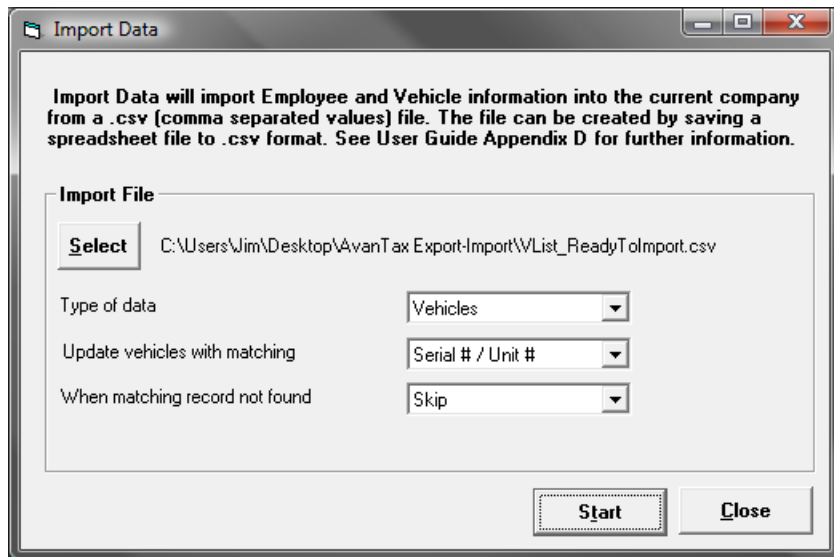 Import Data
Import Data will import Employee and Vehicle information into the current company
from a .csv (comma separated values) file. The file can be created by saving a
spreadsheet file to .csv format. See User Guide Appendix D for further information.
Import File
Select C:\Users\Jim\Desktop\AvanTax Export-Import\VList_ReadyToImport.csv
Type of data Vehicles
Update vehicles with matching Serial # / Unit #
When matching record not found Skip
Start Close